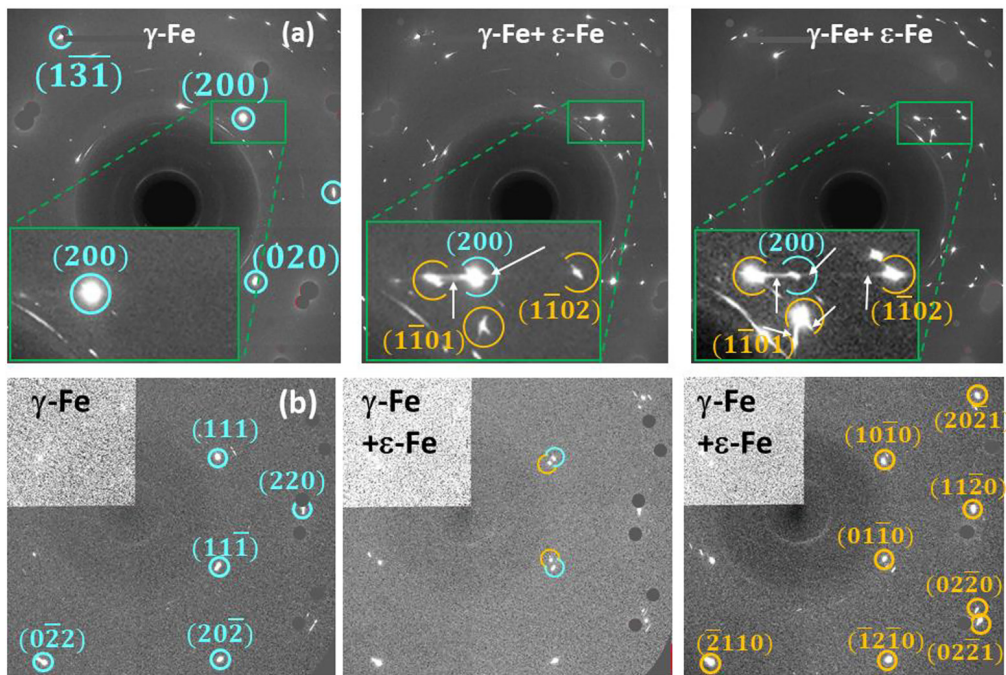 γ-Fe (a)
(13̅1̅)
(200)
(020)
(200)
γ-Fe+ ε-Fe
(200)
(11̅01)
(11̅02)
γ-Fe+ ε-Fe
(200)
(11̅01)
(11̅02)
γ-Fe (b)
(111)
(220)
(111̅)
(02̅2)
(202̅)
γ-Fe
+ε-Fe
γ-Fe
+ε-Fe
(202̅1)
(101̅0)
(112̅0)
(011̅0)
(022̅0)
(022̅1)
(2̅110)
(1̅21̅0)